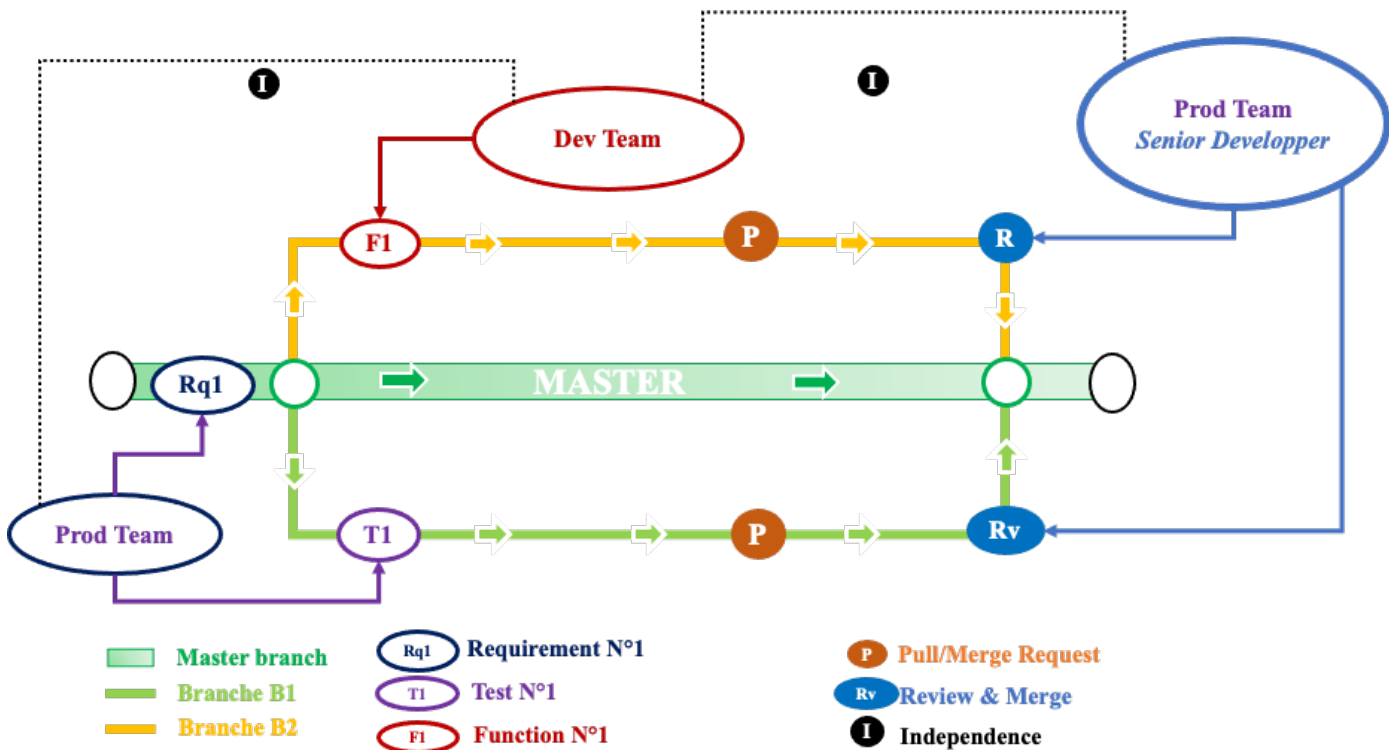 I
I
Dev Team
Prod Team
Senior Developper
F1
P
R
Rq1
MASTER
Prod Team
T1
P
Rv
Master branch
Rq1
Requirement N°1
P
Pull/Merge Request
Branche B1
T1
Test N°1
Rv
Review & Merge
Branche B2
F1
Function N°1
I
Independence